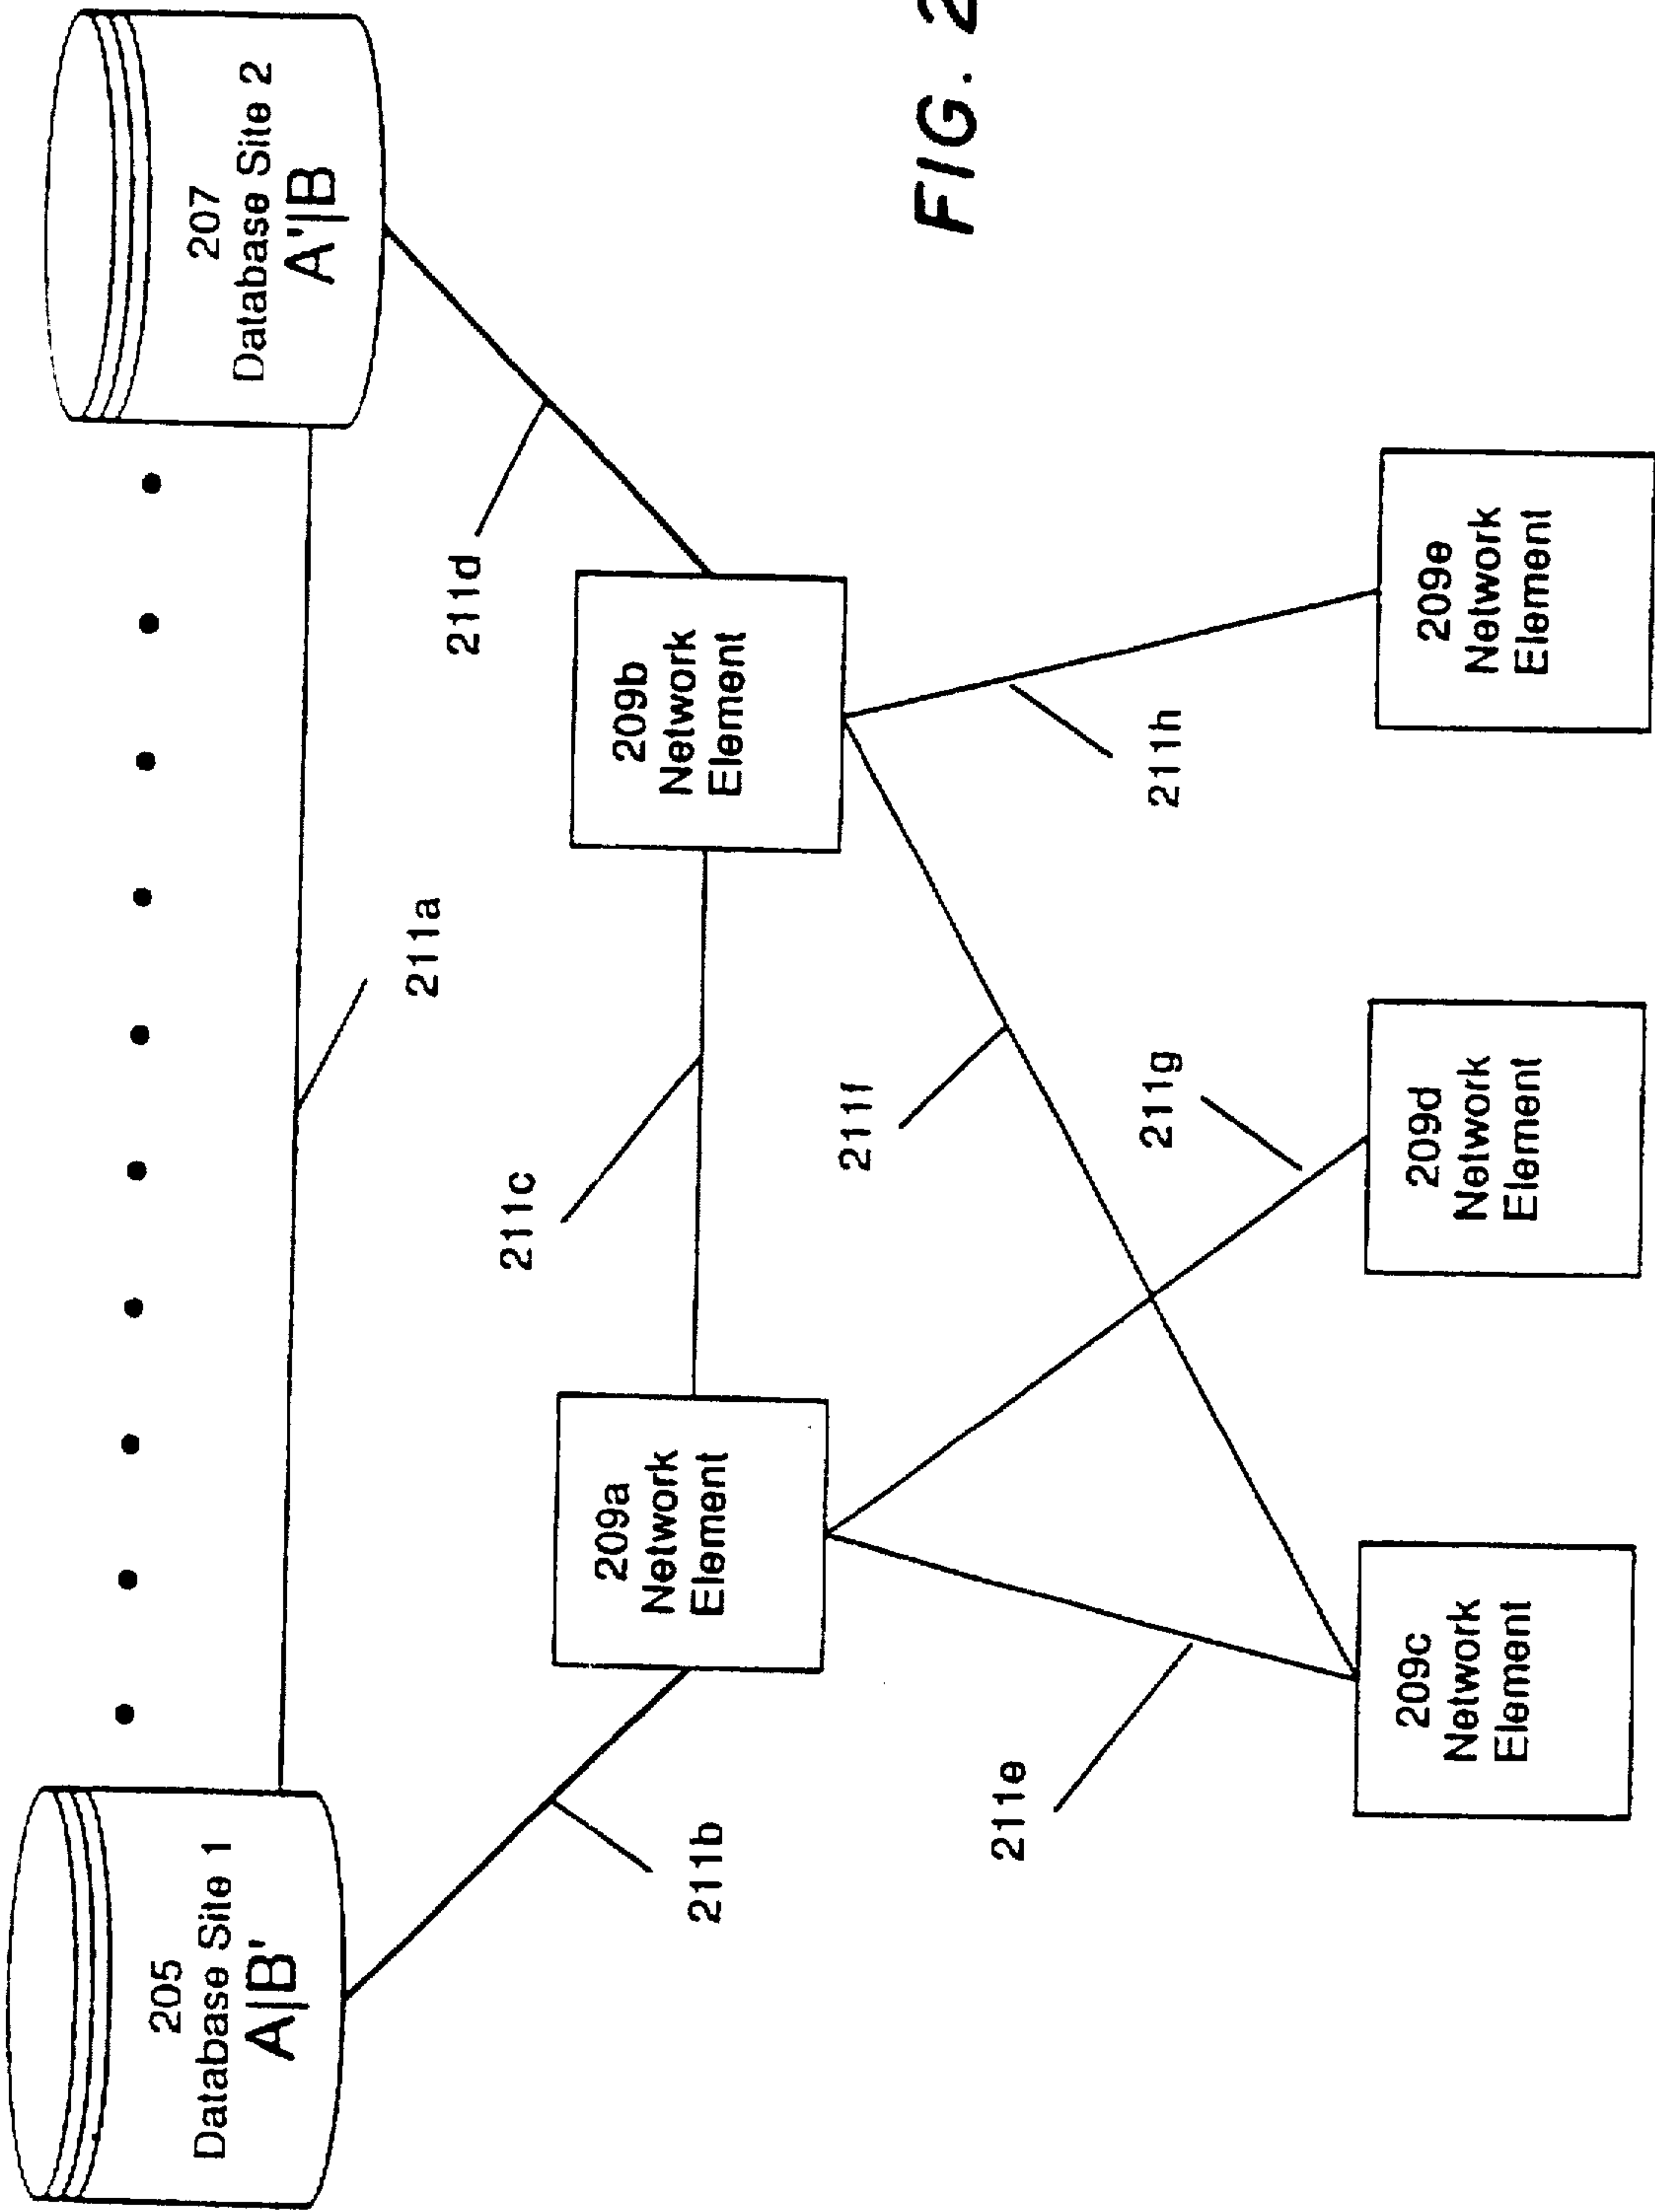 205
Database Site 1
A|B'
207
Database Site 2
A'|B
211a
211b
211c
211d
209a
Network
Element
209b
Network
Element
211e
211f
211g
211h
209c
Network
Element
209d
Network
Element
209e
Network
Element
FIG. 2